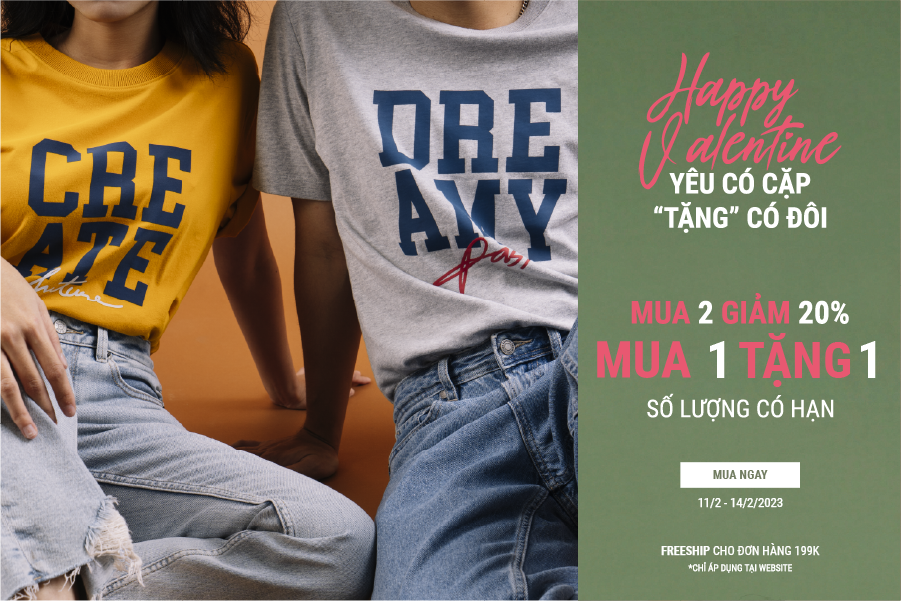 CRE
ATE
future
DRE
AMY
Past
Happy
Valentine
YÊU CÓ CẶP
“TẶNG” CÓ ĐÔI
MUA 2 GIẢM 20%
MUA 1 TẶNG 1
SỐ LƯỢNG CÓ HẠN
MUA NGAY
11/2 - 14/2/2023
FREESHIP CHO ĐƠN HÀNG 199K
*CHỈ ÁP DỤNG TẠI WEBSITE